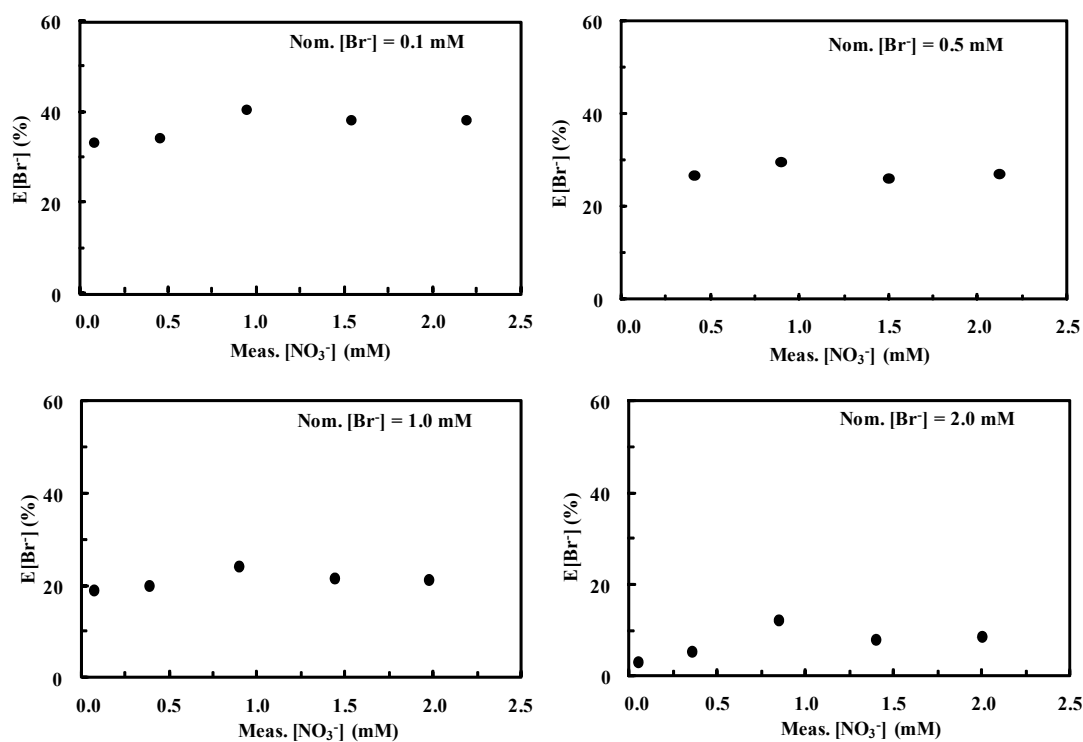 Nom. [Br-] = 0.1 mM
60
40
20
0
E[Br-] (%)
0.0 0.5 1.0 1.5 2.0 2.5
Meas. [NO3-] (mM)
Nom. [Br-] = 0.5 mM
60
40
20
0
E[Br-] (%)
0.0 0.5 1.0 1.5 2.0 2.5
Meas. [NO3-] (mM)
Nom. [Br-] = 1.0 mM
60
40
20
0
E[Br-] (%)
0.0 0.5 1.0 1.5 2.0 2.5
Meas. [NO3-] (mM)
Nom. [Br-] = 2.0 mM
60
40
20
0
E[Br-] (%)
0.0 0.5 1.0 1.5 2.0 2.5
Meas. [NO3-] (mM)